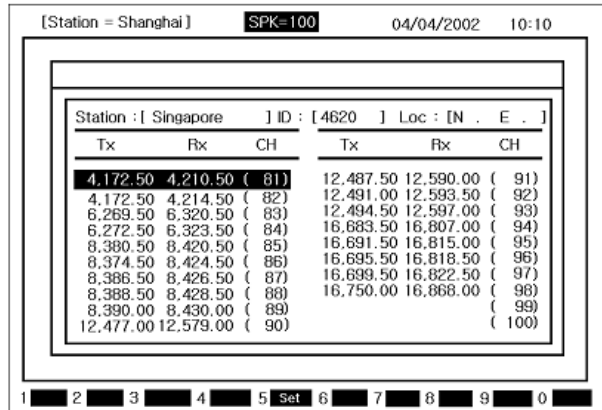 [Station = Shanghai] SPK=100 04/04/2002 10:10
Station :[ Singapore ] ID : [4620 ] Loc : [N . E . ]
Tx Rx CH Tx Rx CH
4,172.50 4,210.50 ( 81) 12,487.50 12,590.00 ( 91)
4,172.50 4,214.50 ( 82) 12,491.00 12,593.50 ( 92)
6,269.50 6,320.50 ( 83) 12,494.50 12,597.00 ( 93)
6,272.50 6,323.50 ( 84) 16,683.50 16,807.00 ( 94)
8,380.50 8,420.50 ( 85) 16,691.50 16,815.00 ( 95)
8,374.50 8,424.50 ( 86) 16,695.50 16,818.50 ( 96)
8,386.50 8,426.50 ( 87) 16,699.50 16,822.50 ( 97)
8,388.50 8,428.50 ( 88) 16,750.00 16,868.00 ( 98)
8,390.00 8,430.00 ( 89) ( 99)
12,477.00 12,579.00 ( 90) ( 100)
1 2 3 4 5 Set 6 7 8 9 0